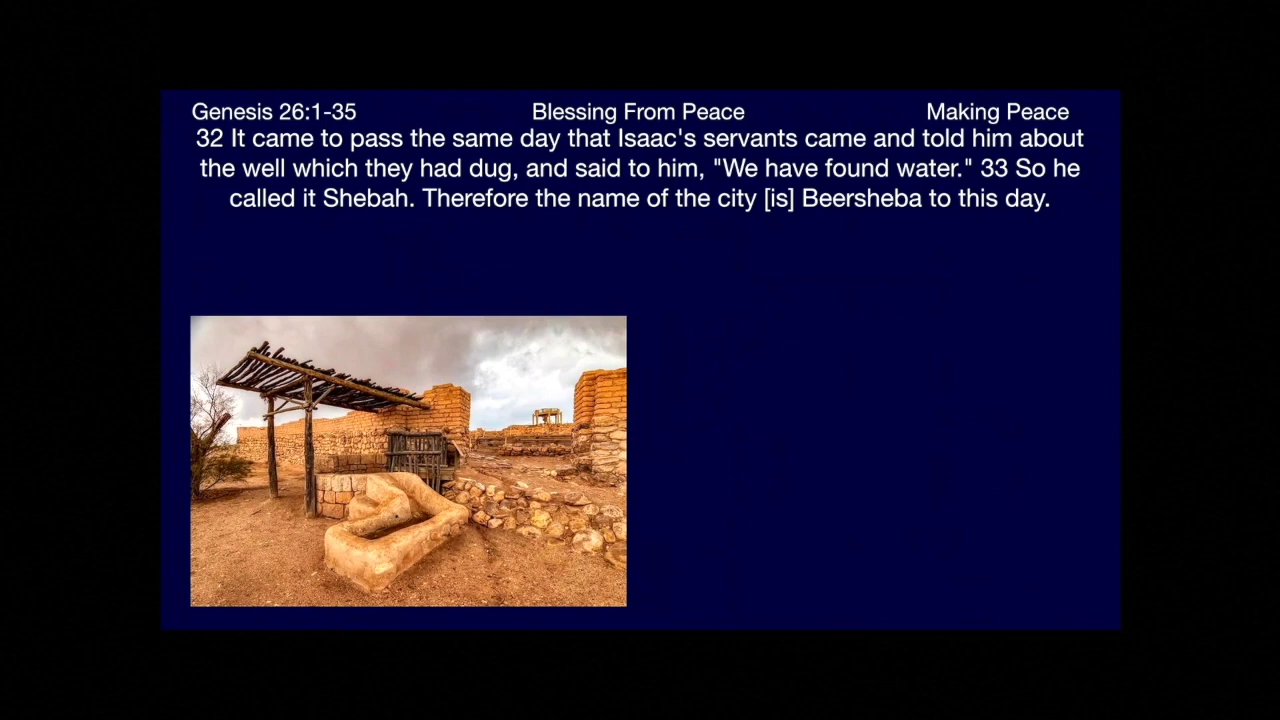 Genesis 26:1-35 Blessing From Peace Making Peace
32 It came to pass the same day that Isaac's servants came and told him about
the well which they had dug, and said to him, "We have found water." 33 So he
called it Shebah. Therefore the name of the city [is] Beersheba to this day.